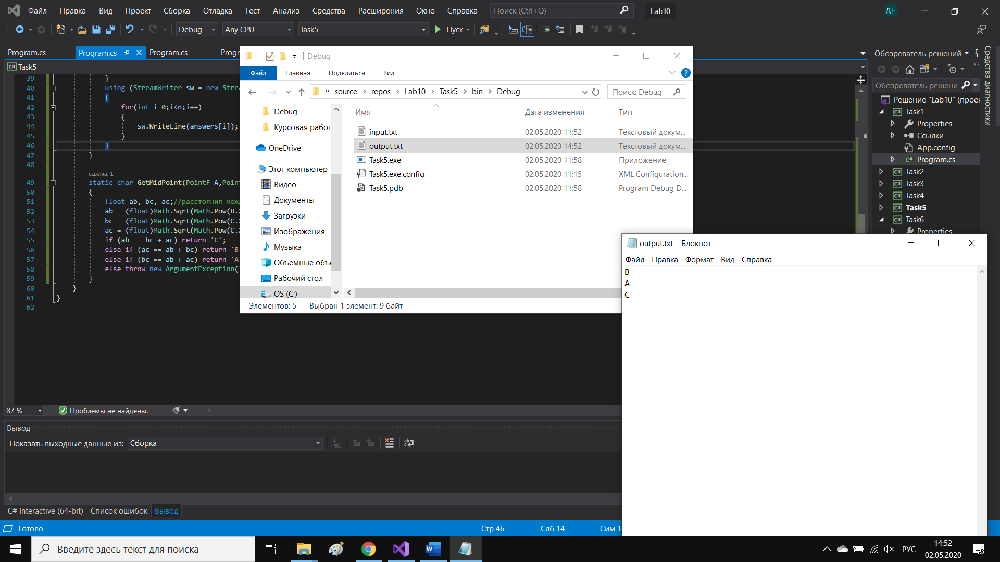 Файл Правка Вид Проект Сборка Отладка Тест Анализ Средства Расширения Окно Справка Поиск (Ctrl+Q) Lab10 ДН
Debug Any CPU Task5 Пуск
Program.cs Program.cs Program.cs Progr
Task5
39 }
40 using (StreamWriter sw = new Strea
41 {
42 for(int i=0;i<n;i++)
43 {
44 sw.WriteLine(answers[i]);
45 }
46 }
47 }
48
ссылка: 1
49 static char GetMidPoint(PointF A,Point
50 {
51 float ab, bc, ac;//расстояния меж
52 ab = (float)Math.Sqrt(Math.Pow(B.X
53 bc = (float)Math.Sqrt(Math.Pow(C.X
54 ac = (float)Math.Sqrt(Math.Pow(C.X
55 if (ab == bc + ac) return 'C';
56 else if (ac == ab + bc) return 'B
57 else if (bc == ab + ac) return 'A
58 else throw new ArgumentException("
59 }
60 }
61 }
62
87 %
Проблемы не найдены.
Вывод
Показать выходные данные из: Сборка
C# Interactive (64-bit) Список ошибок Вывод
Готово Стр 46 Слб 14 Сим 1
Debug
Файл Главная Поделиться Вид
« source > repos > Lab10 > Task5 > bin > Debug
Поиск: Debug
Debug
Курсовая работ
OneDrive
Этот компьютер
Видео
Документы
Загрузки
Изображения
Музыка
Объемные объ
Рабочий стол
OS (C:)
Имя Дата изменения Тип
input.txt 02.05.2020 11:52 Текстовый докум...
output.txt 02.05.2020 14:52 Текстовый докум...
Task5.exe 02.05.2020 11:58 Приложение
Task5.exe.config 02.05.2020 11:15 XML Configuration...
Task5.pdb 02.05.2020 11:58 Program Debug D...
Элементов: 5 Выбран 1 элемент: 9 байт
output.txt – Блокнот
Файл Правка Формат Вид Справка
B
A
C
Обозреватель решений
Обозреватель решени
Решение "Lab10" (проек
Task1
Properties
Ссылки
App.config
Program.cs
Task2
Task3
Task4
Task5
Task6
Properties
Средства диагностики
Введите здесь текст для поиска
РУС
14:52
02.05.2020